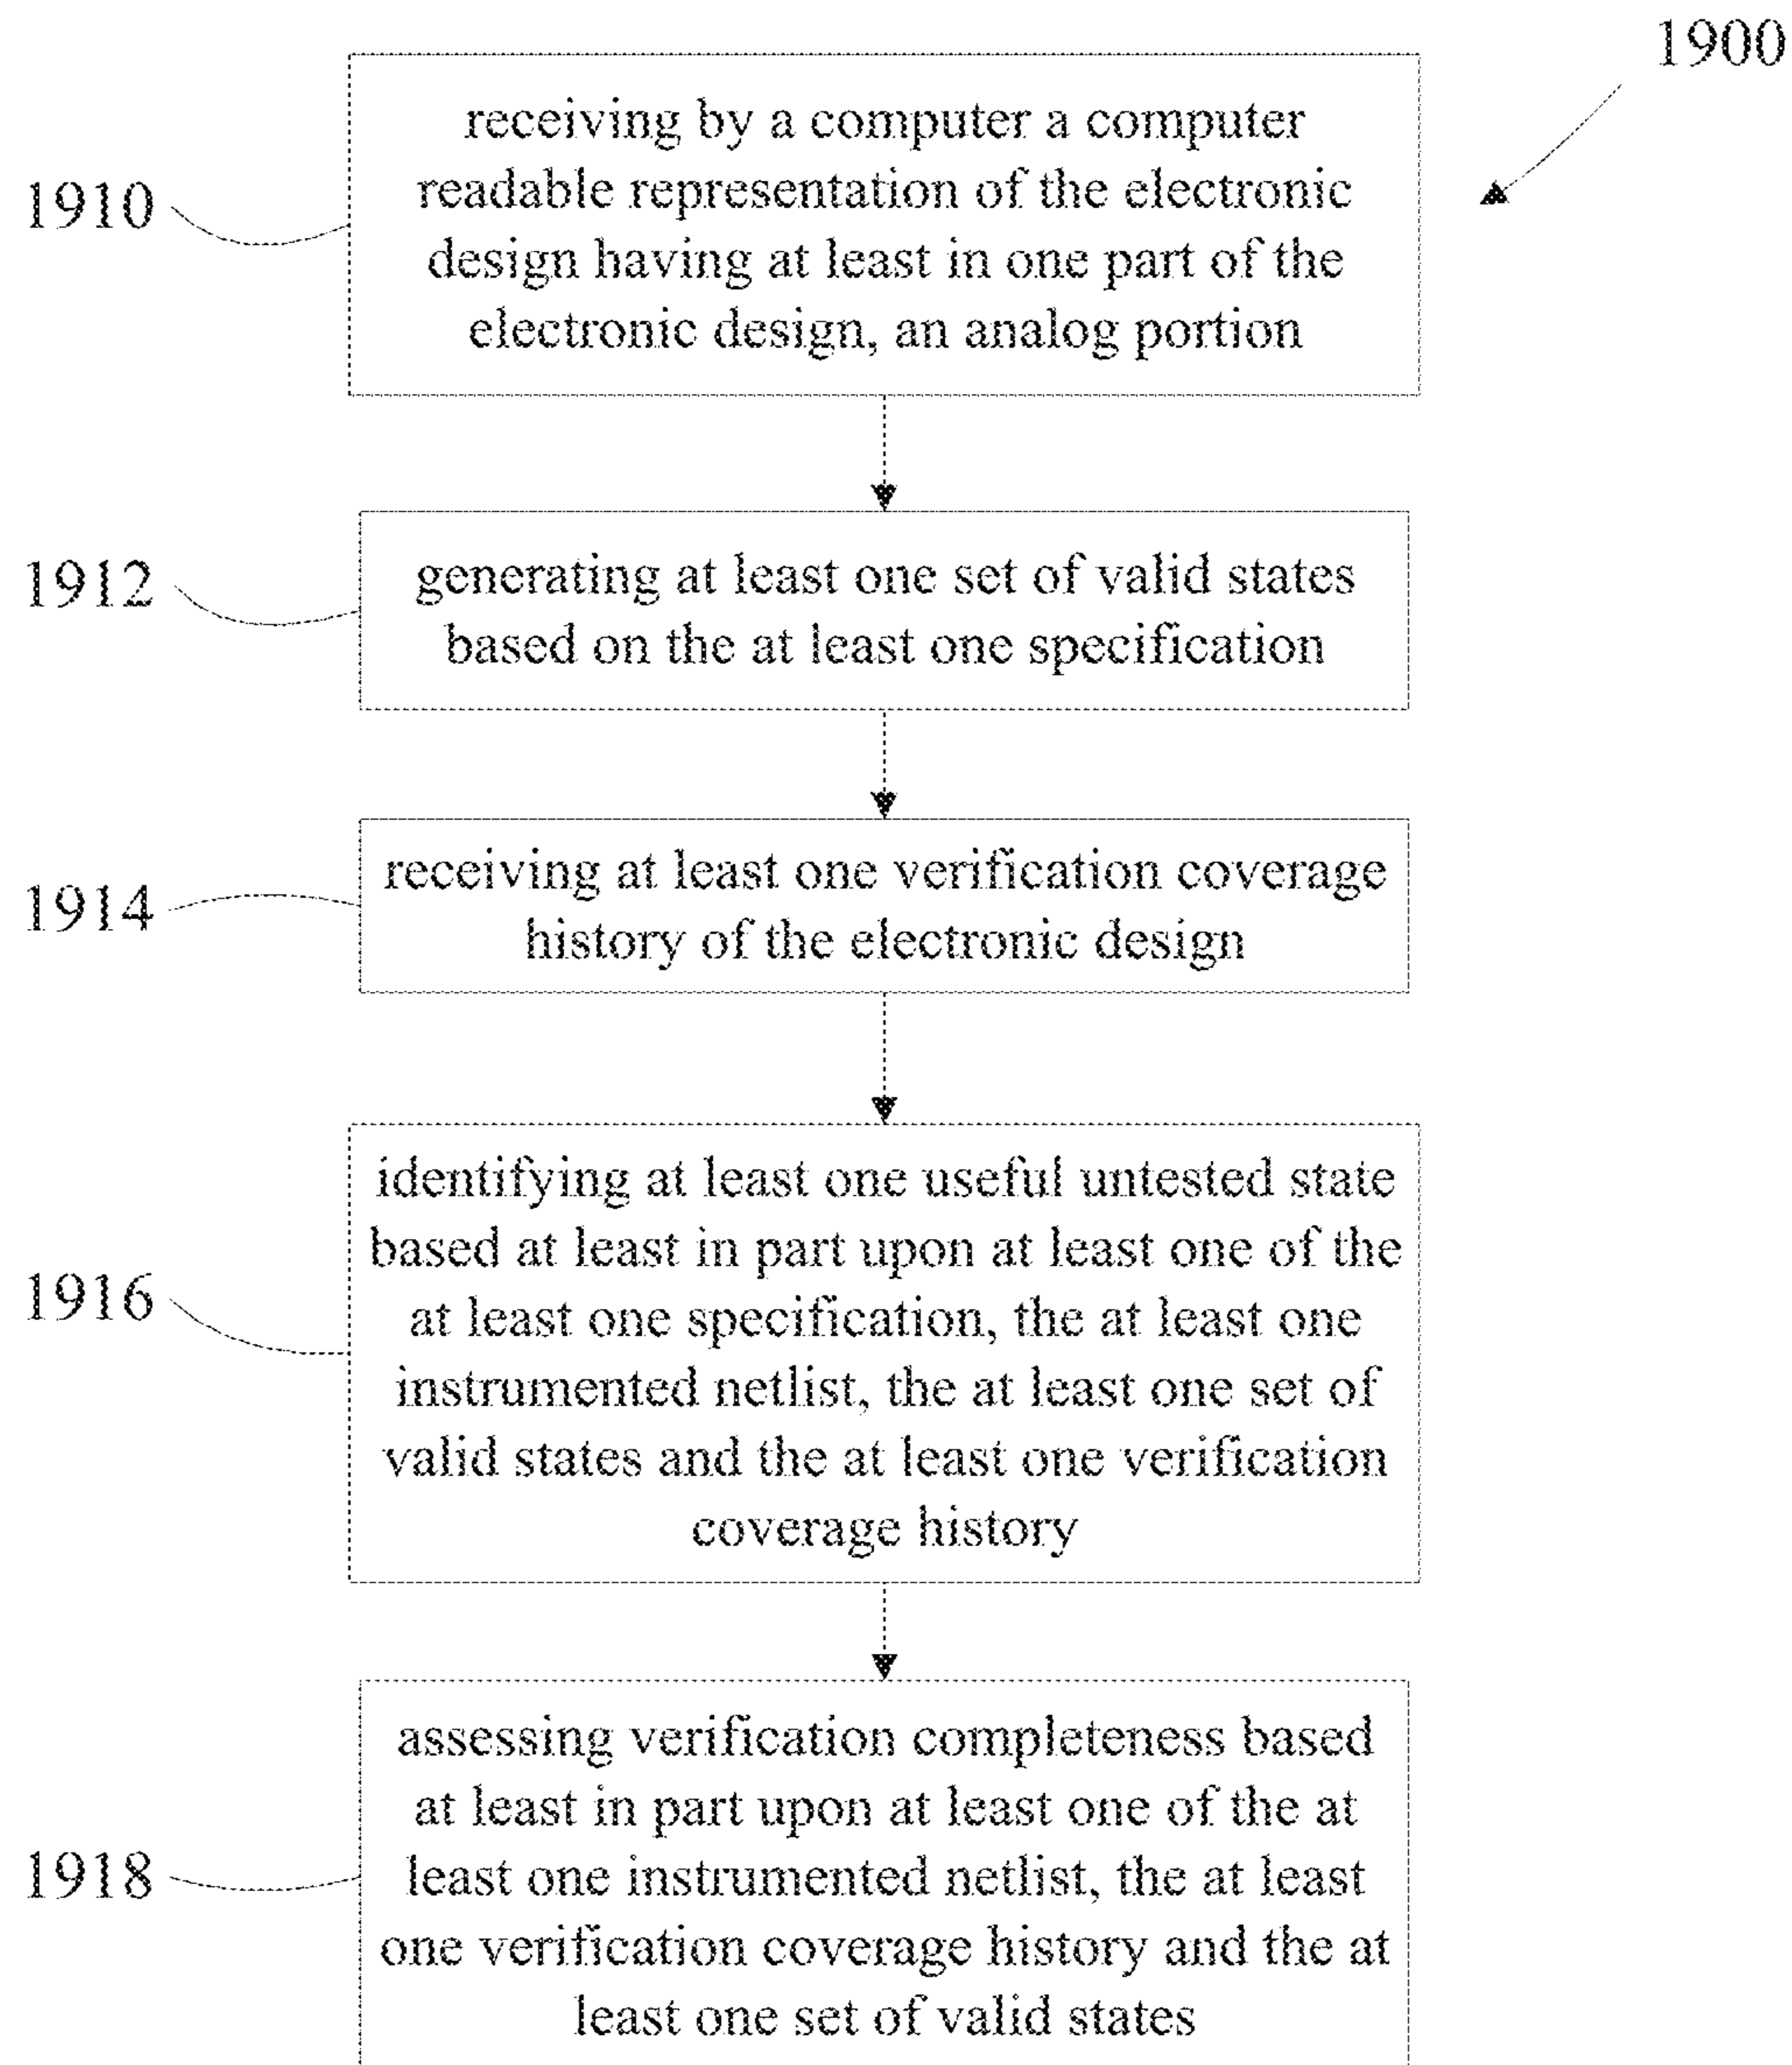 1900
receiving by a computer a computer
readable representation of the electronic
design having at least in one part of the
electronic design, an analog portion
1910
generating at least one set of valid states
based on the at least one specification
1912
receiving at least one verification coverage
history of the electronic design
1914
identifying at least one useful untested state
based at least in part upon at least one of the
at least one specification, the at least one
instrumented netlist, the at least one set of
valid states and the at least one verification
coverage history
1916
assessing verification completeness based
at least in part upon at least one of the at
least one instrumented netlist, the at least
one verification coverage history and the at
least one set of valid states
1918